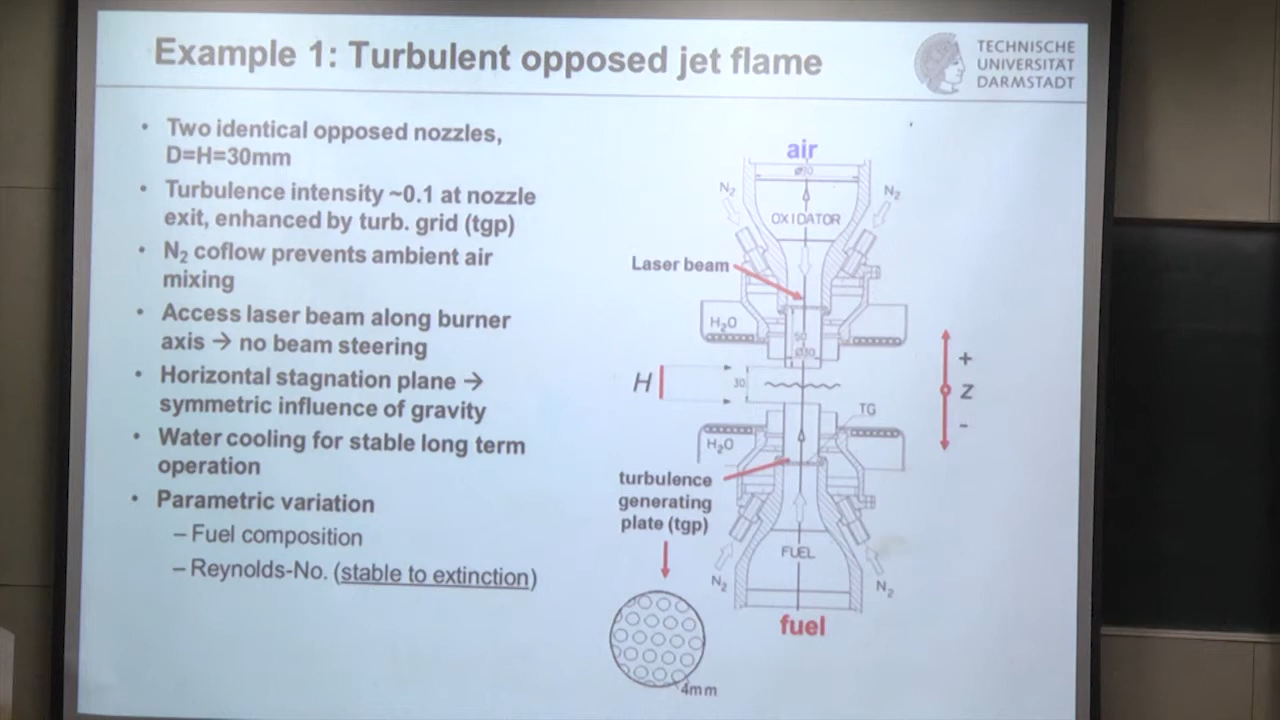 Example 1: Turbulent opposed jet flame
TECHNISCHE
UNIVERSITÄT
DARMSTADT
• Two identical opposed nozzles,
D=H=30mm
• Turbulence intensity ~0.1 at nozzle
exit, enhanced by turb. grid (tgp)
• N₂ coflow prevents ambient air
mixing
• Access laser beam along burner
axis → no beam steering
• Horizontal stagnation plane →
symmetric influence of gravity
• Water cooling for stable long term
operation
• Parametric variation
– Fuel composition
– Reynolds-No. (stable to extinction)
air
Ø30
N₂
N₂
OXIDATOR
Laser beam
H₂O
50
Ø30
H
30
+
Z
-
TG
H₂O
turbulence
generating
plate (tgp)
FUEL
N₂
N₂
fuel
4mm